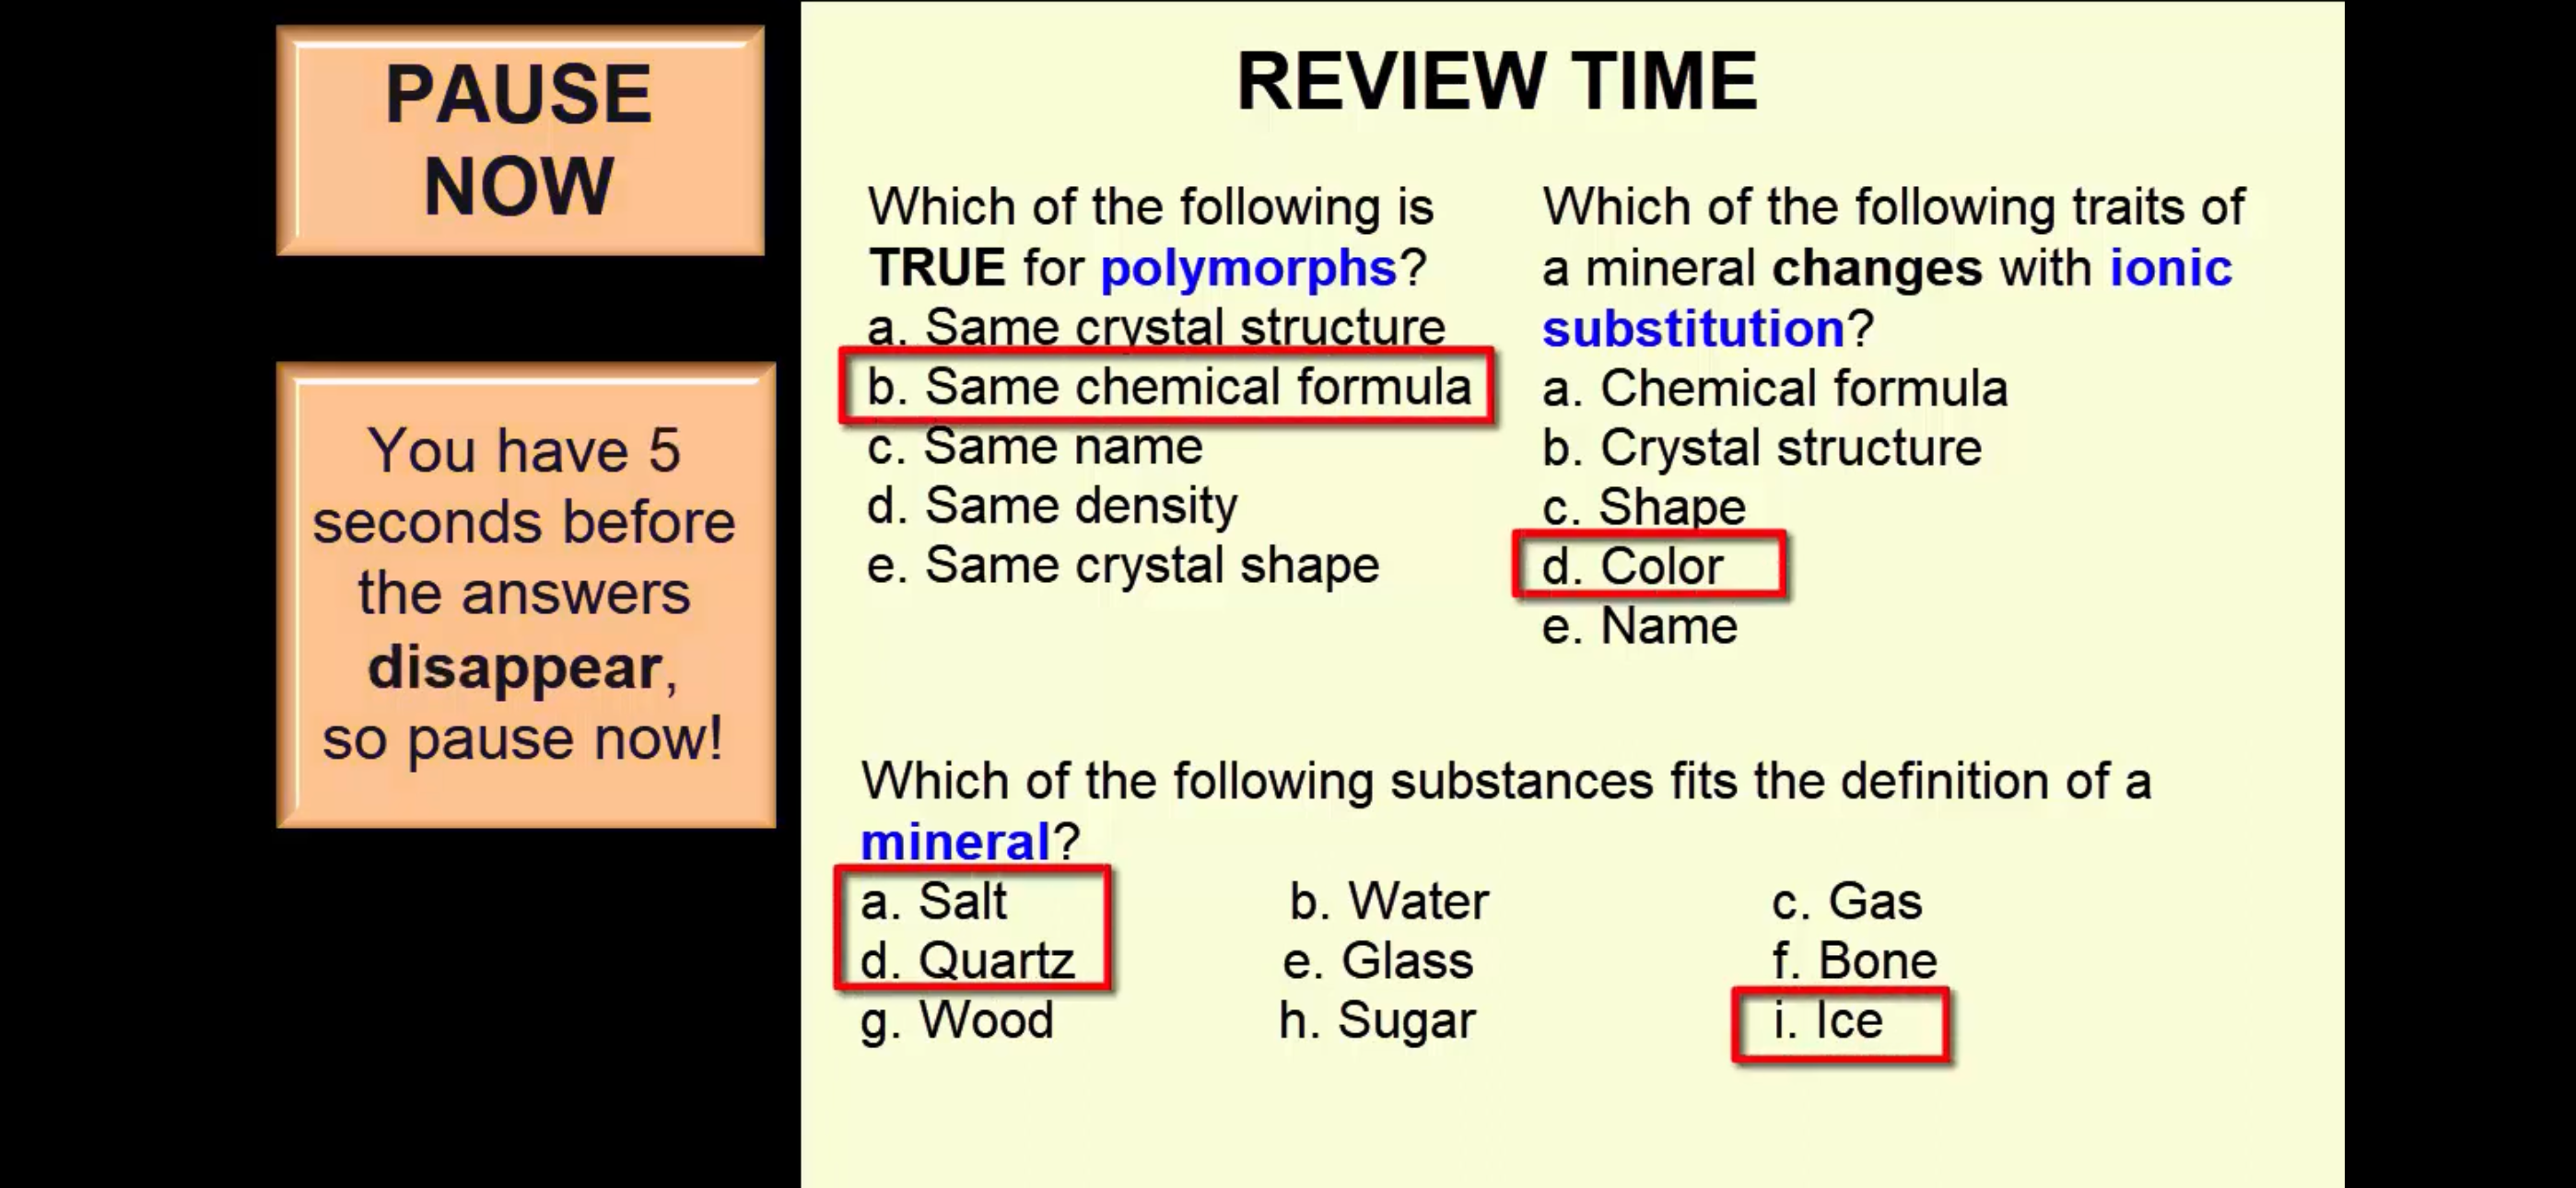 PAUSE
NOW
You have 5
seconds before
the answers
disappear,
so pause now!
REVIEW TIME
Which of the following is
TRUE for polymorphs?
a. Same crystal structure
b. Same chemical formula
c. Same name
d. Same density
e. Same crystal shape
Which of the following traits of
a mineral changes with ionic
substitution?
a. Chemical formula
b. Crystal structure
c. Shape
d. Color
e. Name
Which of the following substances fits the definition of a
mineral?
a. Salt b. Water c. Gas
d. Quartz e. Glass f. Bone
g. Wood h. Sugar i. Ice